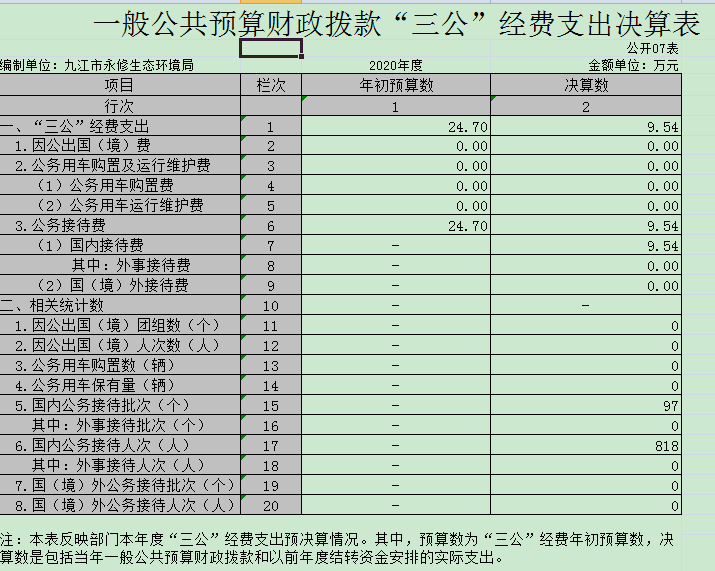 一般公共预算财政拨款“三公”经费支出决算表
公开07表
编制单位：九江市永修生态环境局 2020年度 金额单位：万元
项目 栏次 年初预算数 决算数
行次 1 2
一、“三公”经费支出 1 24.70 9.54
1.因公出国（境）费 2 0.00 0.00
2.公务用车购置及运行维护费 3 0.00 0.00
（1）公务用车购置费 4 0.00 0.00
（2）公务用车运行维护费 5 0.00 0.00
3.公务接待费 6 24.70 9.54
（1）国内接待费 7 - 9.54
其中：外事接待费 8 - 0.00
（2）国（境）外接待费 9 - 0.00
二、相关统计数 10 - -
1.因公出国（境）团组数（个） 11 - 0
2.因公出国（境）人次数（人） 12 - 0
3.公务用车购置数（辆） 13 - 0
4.公务用车保有量（辆） 14 - 0
5.国内公务接待批次（个） 15 - 97
其中：外事接待批次（个） 16 - 0
6.国内公务接待人次（人） 17 - 818
其中：外事接待人次（人） 18 - 0
7.国（境）外公务接待批次（个） 19 - 0
8.国（境）外公务接待人次（人） 20 - 0
注：本表反映部门本年度“三公”经费支出预决算情况。其中，预算数为“三公”经费年初预算数，决
算数是包括当年一般公共预算财政拨款和以前年度结转资金安排的实际支出。